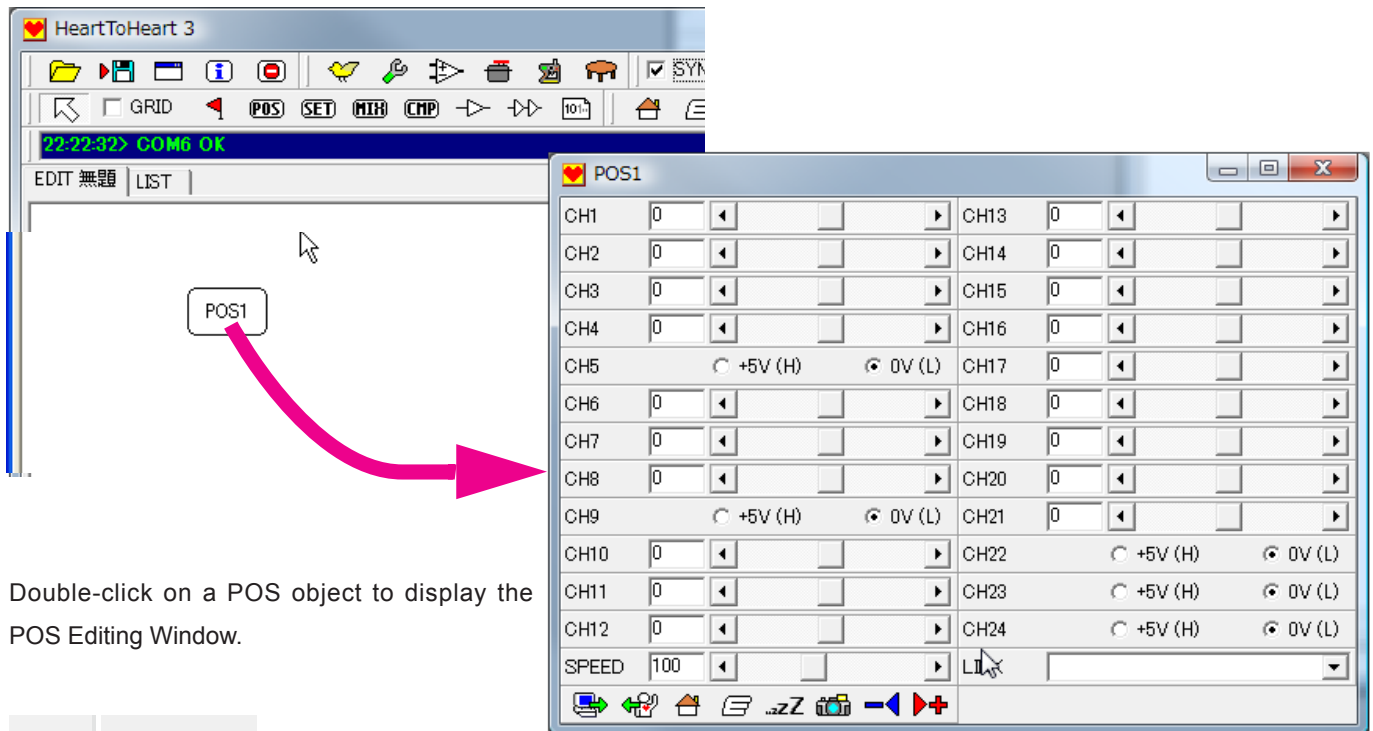 HeartToHeart 3
GRID
POS SET MIX CMP 101..
22:22:32> COM6 OK
EDIT 無題 LIST
POS1
Double-click on a POS object to display the
POS Editing Window.
POS1
CH1 0 CH13 0
CH2 0 CH14 0
CH3 0 CH15 0
CH4 0 CH16 0
CH5 +5V (H) 0V (L) CH17 0
CH6 0 CH18 0
CH7 0 CH19 0
CH8 0 CH20 0
CH9 +5V (H) 0V (L) CH21 0
CH10 0 CH22 +5V (H) 0V (L)
CH11 0 CH23 +5V (H) 0V (L)
CH12 0 CH24 +5V (H) 0V (L)
SPEED 100
..zzZ